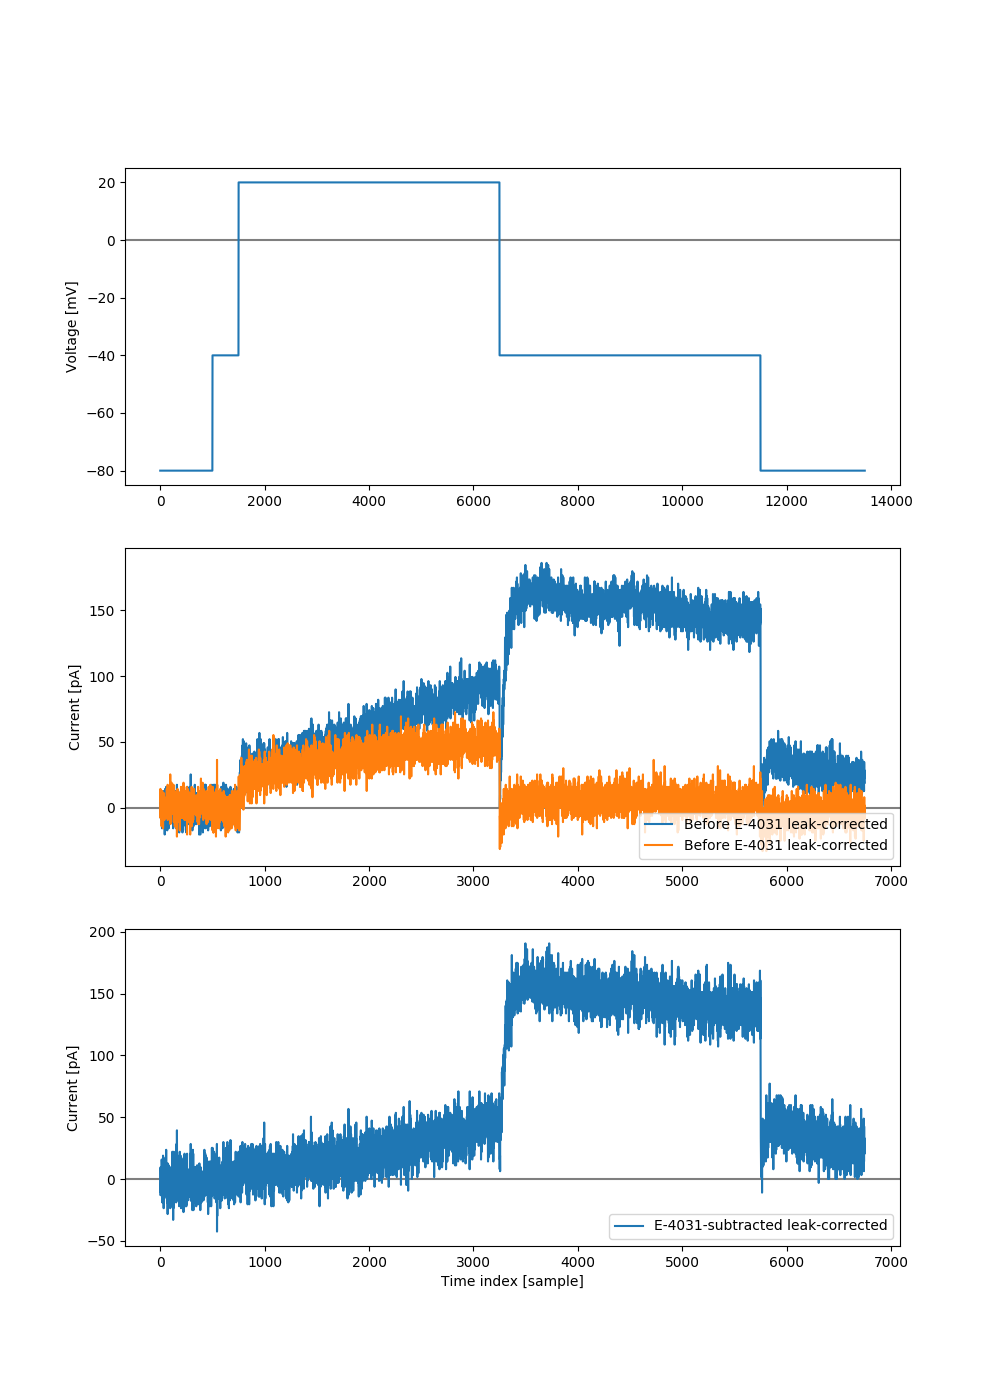 20
0
−20
−40
−60
−80
Voltage [mV]
0 2000 4000 6000 8000 10000 12000 14000
150
100
50
0
Current [pA]
Before E-4031 leak-corrected
Before E-4031 leak-corrected
0 1000 2000 3000 4000 5000 6000 7000
200
150
100
50
0
−50
Current [pA]
E-4031-subtracted leak-corrected
0 1000 2000 3000 4000 5000 6000 7000
Time index [sample]